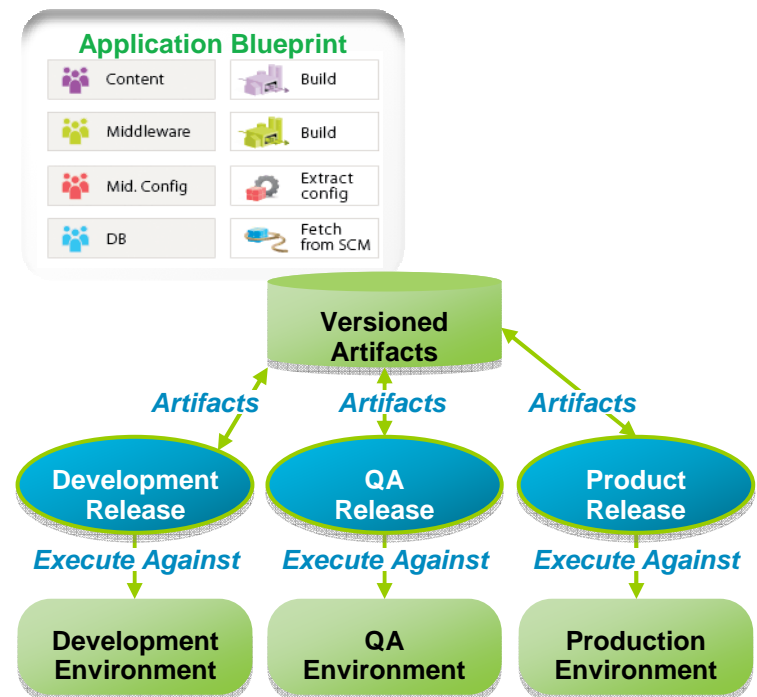 Application Blueprint
Content
Build
Middleware
Build
Mid. Config
Extract
config
DB
Fetch
from SCM
Versioned
Artifacts
Artifacts
Artifacts
Artifacts
Development
Release
QA
Release
Product
Release
Execute Against
Execute Against
Execute Against
Development
Environment
QA
Environment
Production
Environment